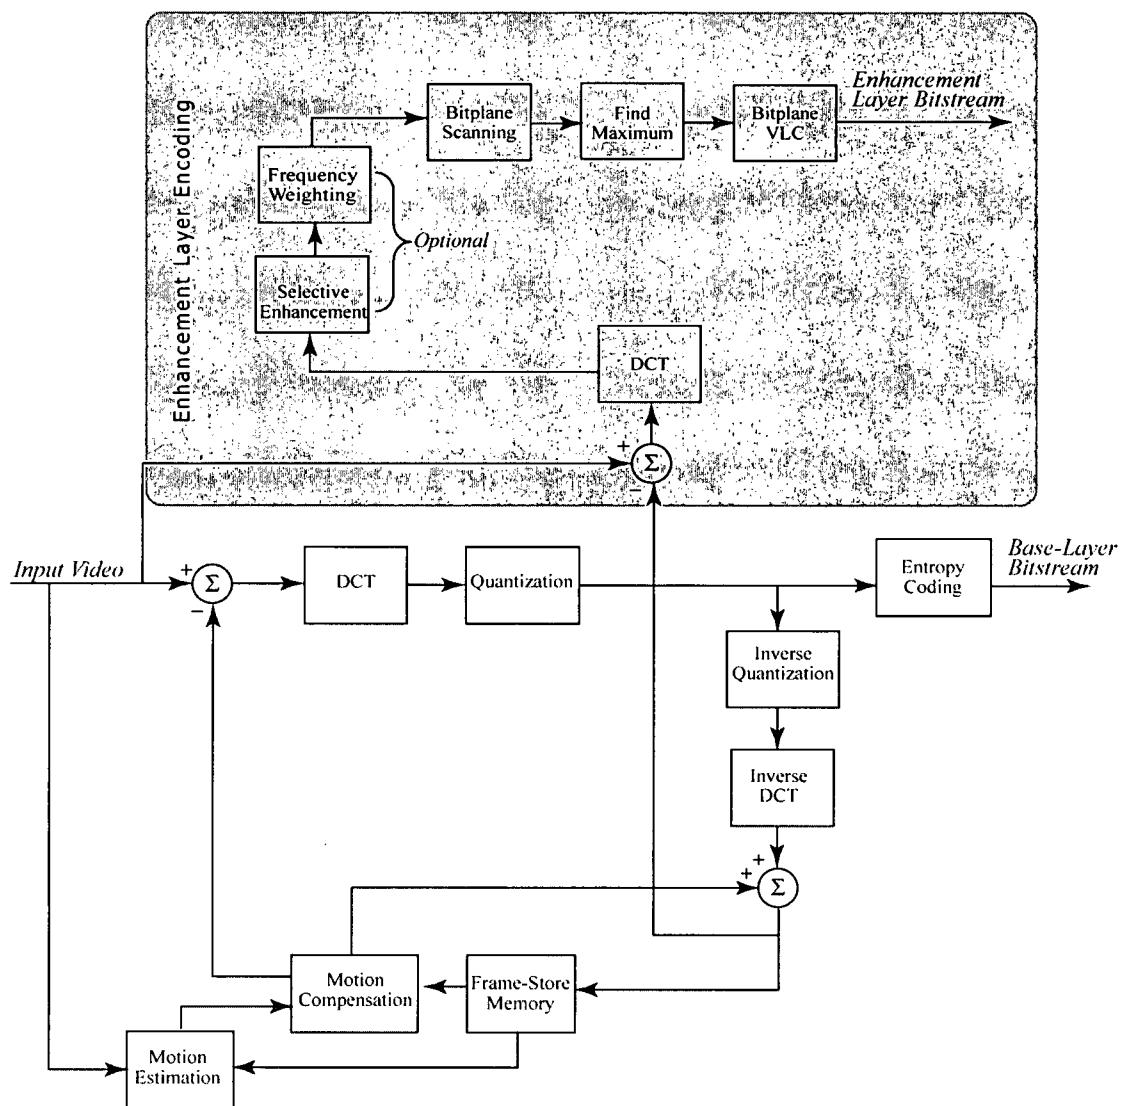 Enhancement Layer Encoding
Enhancement
Layer Bitstream
Bitplane
Scanning
Find
Maximum
Bitplane
VLC
Frequency
Weighting
Optional
Selective
Enhancement
DCT
+
Σ
−
Input Video
+
Σ
−
DCT
Quantization
Entropy
Coding
Base-Layer
Bitstream
Inverse
Quantization
Inverse
DCT
+
+
Σ
Motion
Compensation
Frame-Store
Memory
Motion
Estimation